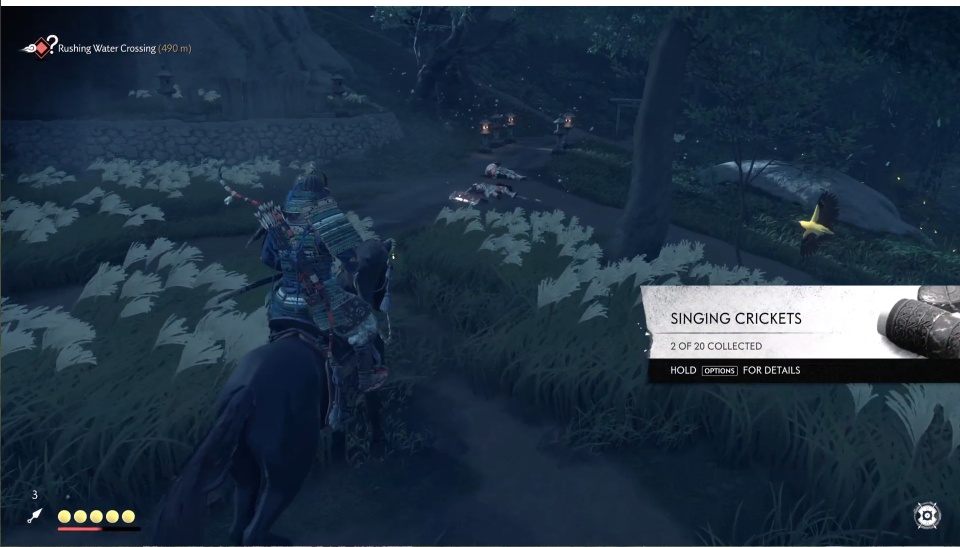 ? Rushing Water Crossing (490 m)
SINGING CRICKETS
2 OF 20 COLLECTED
HOLD OPTIONS FOR DETAILS
3